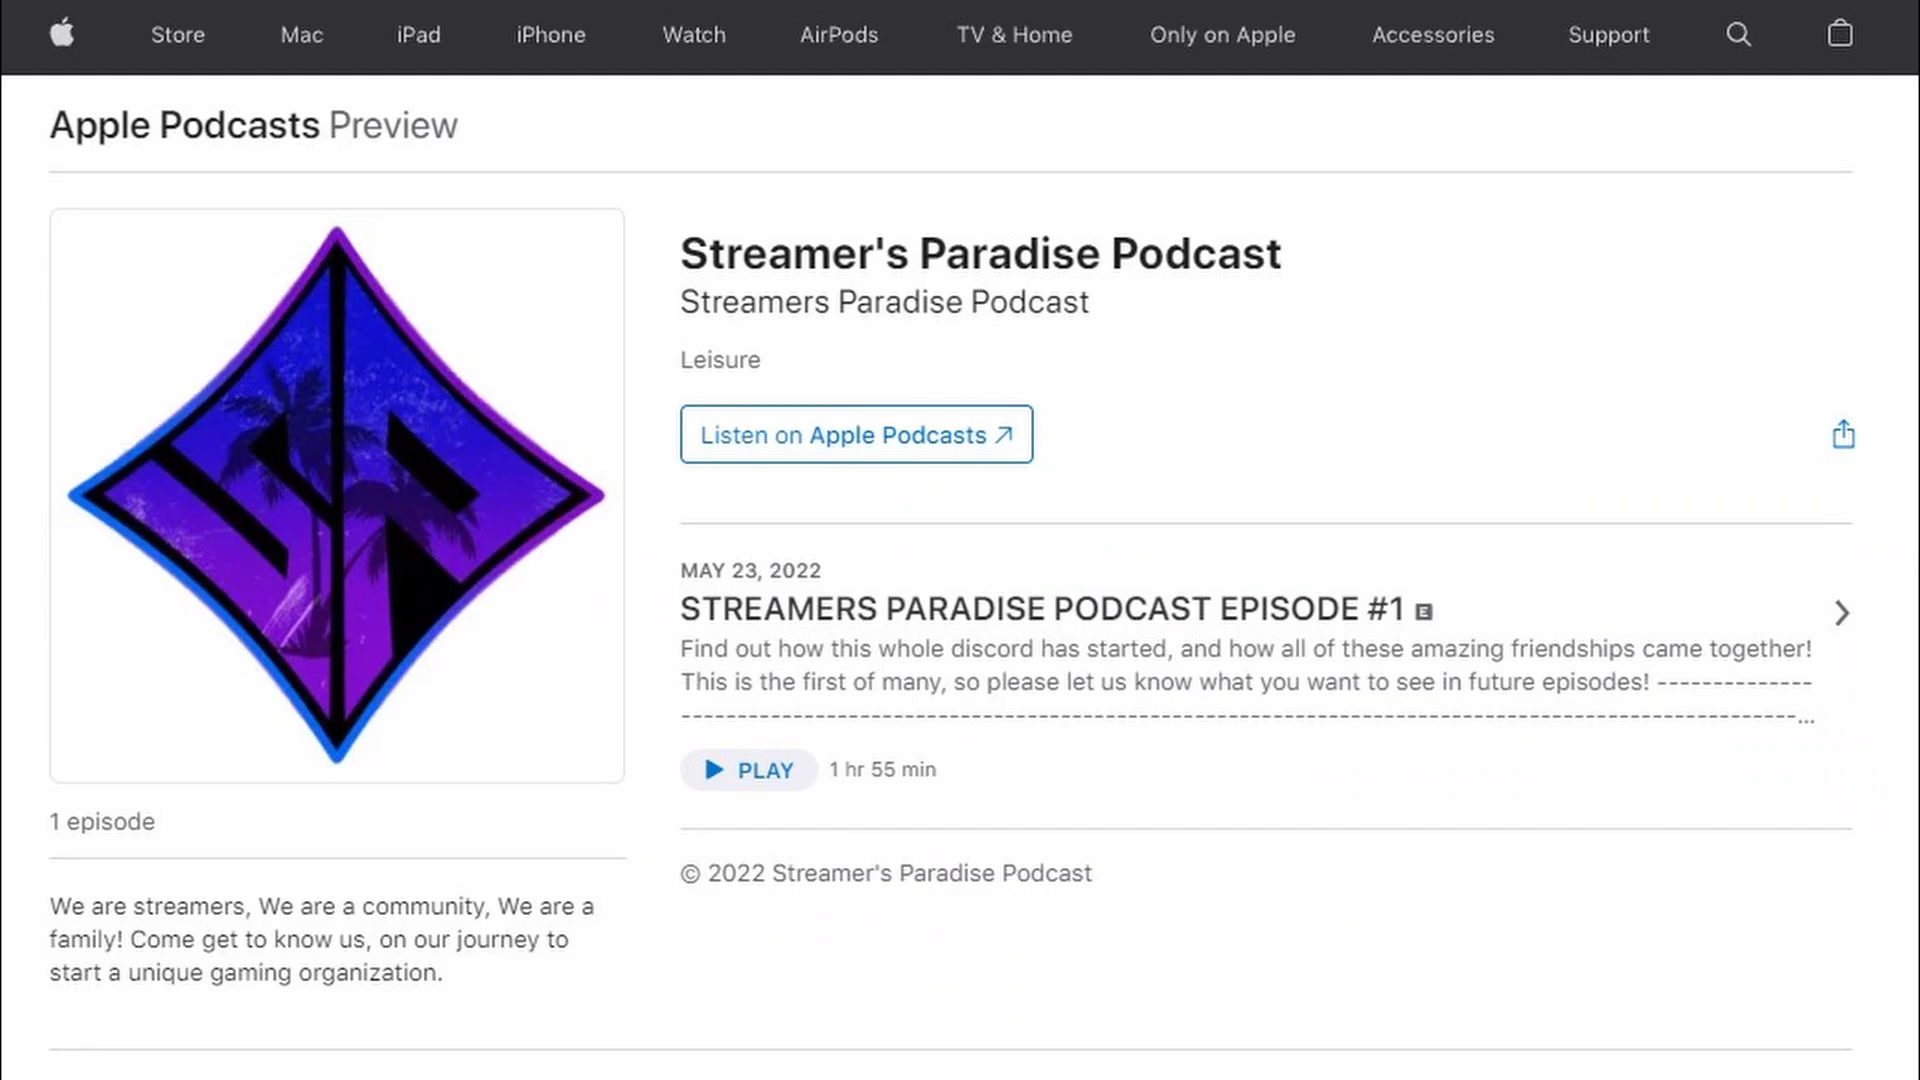 Store Mac iPad iPhone Watch AirPods TV & Home Only on Apple Accessories Support
Apple Podcasts Preview
Streamer's Paradise Podcast
Streamers Paradise Podcast
Leisure
Listen on Apple Podcasts ↗
MAY 23, 2022
STREAMERS PARADISE PODCAST EPISODE #1 E
Find out how this whole discord has started, and how all of these amazing friendships came together!
This is the first of many, so please let us know what you want to see in future episodes! --------------
----------------------------------------------------------------------------------------------------...
PLAY 1 hr 55 min
© 2022 Streamer's Paradise Podcast
1 episode
We are streamers, We are a community, We are a
family! Come get to know us, on our journey to
start a unique gaming organization.